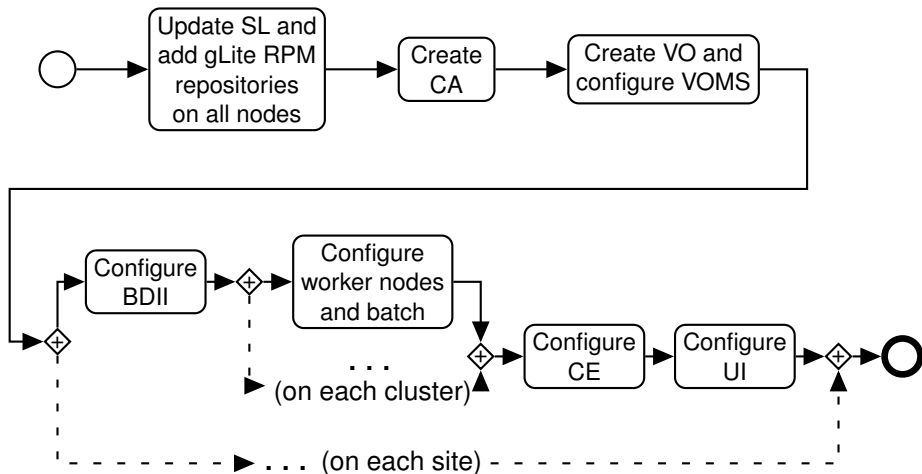 Update SL and
add gLite RPM
repositories
on all nodes
Create
CA
Create VO and
configure VOMS
Configure
BDII
Configure
worker nodes
and batch
. . .
(on each cluster)
Configure
CE
Configure
UI
. . . (on each site)